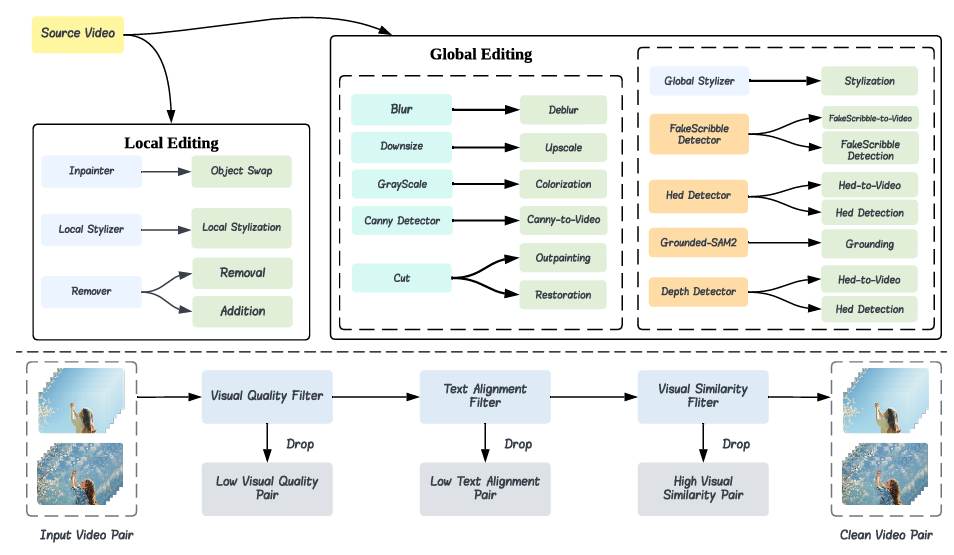 Source Video
Local Editing
Inpainter
Object Swap
Local Stylizer
Local Stylization
Remover
Removal
Addition
Global Editing
Blur
Deblur
Downsize
Upscale
GrayScale
Colorization
Canny Detector
Canny-to-Video
Cut
Outpainting
Restoration
Global Stylizer
Stylization
FakeScribble
Detector
FakeScribble-to-Video
FakeScribble
Detection
Hed Detector
Hed-to-Video
Hed Detection
Grounded-SAM2
Grounding
Depth Detector
Hed-to-Video
Hed Detection
Input Video Pair
Visual Quality Filter
Drop
Low Visual Quality
Pair
Text Alignment
Filter
Drop
Low Text Alignment
Pair
Visual Similarity
Fliter
Drop
High Visual
Similarity Pair
Clean Video Pair